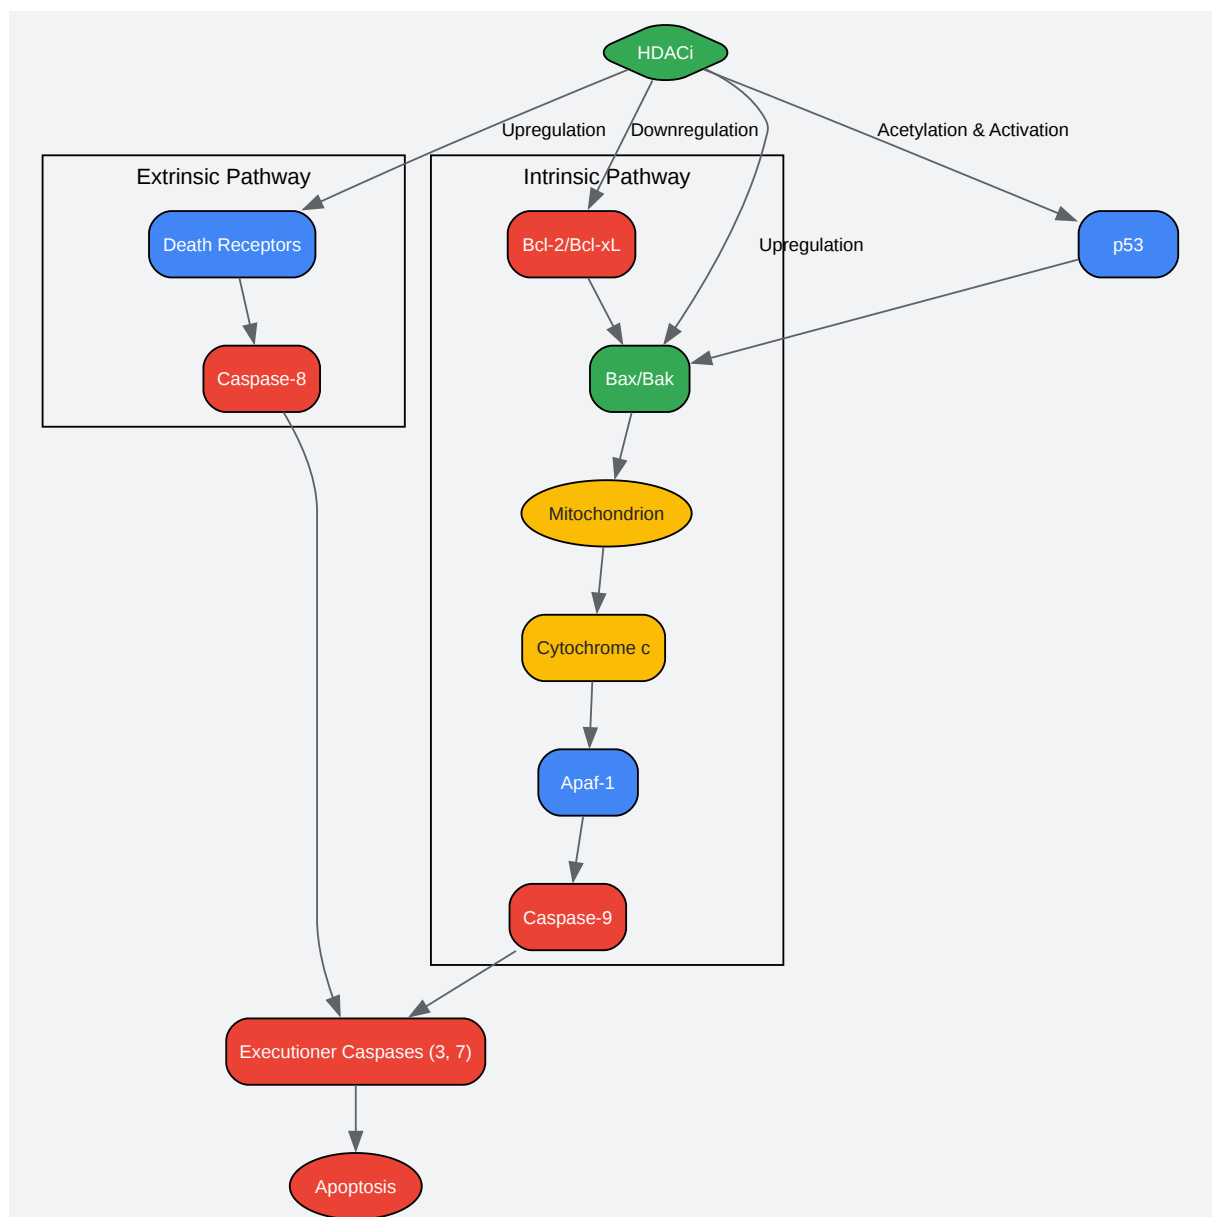 HDACi
Upregulation
Downregulation
Acetylation & Activation
Extrinsic Pathway
Intrinsic Pathway
Death Receptors
Bcl-2/Bcl-xL
Upregulation
p53
Caspase-8
Bax/Bak
Mitochondrion
Cytochrome c
Apaf-1
Caspase-9
Executioner Caspases (3, 7)
Apoptosis